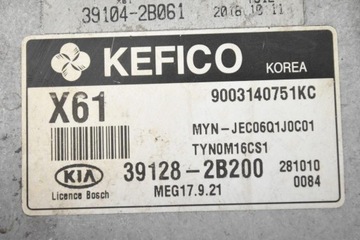 39104-2B061
2018.10.11
KEFICO
KOREA
X61
9003140751KC
MYN-JEC06Q1J0C01
TYN0M16CS1
KIA
39128-2B200
281010
0084
Licence Bosch
MEG17.9.21